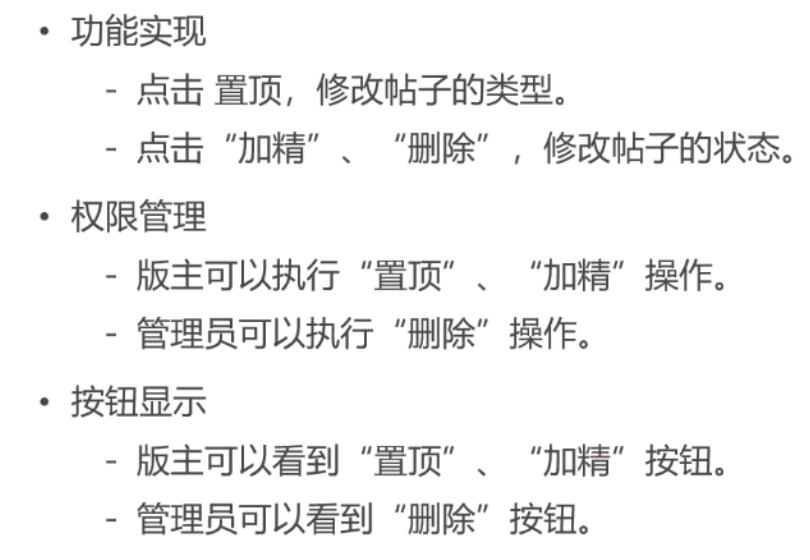 • 功能实现
- 点击 置顶，修改帖子的类型。
- 点击“加精”、“删除”，修改帖子的状态。
• 权限管理
- 版主可以执行“置顶”、“加精”操作。
- 管理员可以执行“删除”操作。
• 按钮显示
- 版主可以看到“置顶”、“加精”按钮。
- 管理员可以看到“删除”按钮。